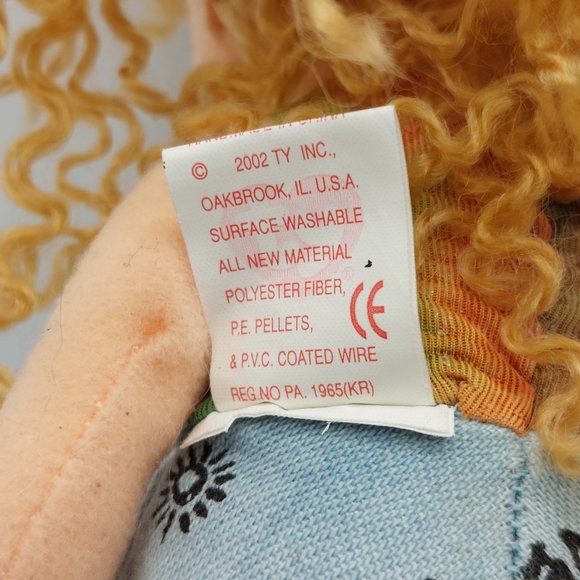 © 2002 TY INC.,
OAKBROOK, IL. U.S.A.
SURFACE WASHABLE
ALL NEW MATERIAL
POLYESTER FIBER,
P.E. PELLETS,
& P.V.C. COATED WIRE
REG.NO PA. 1965(KR)
CE